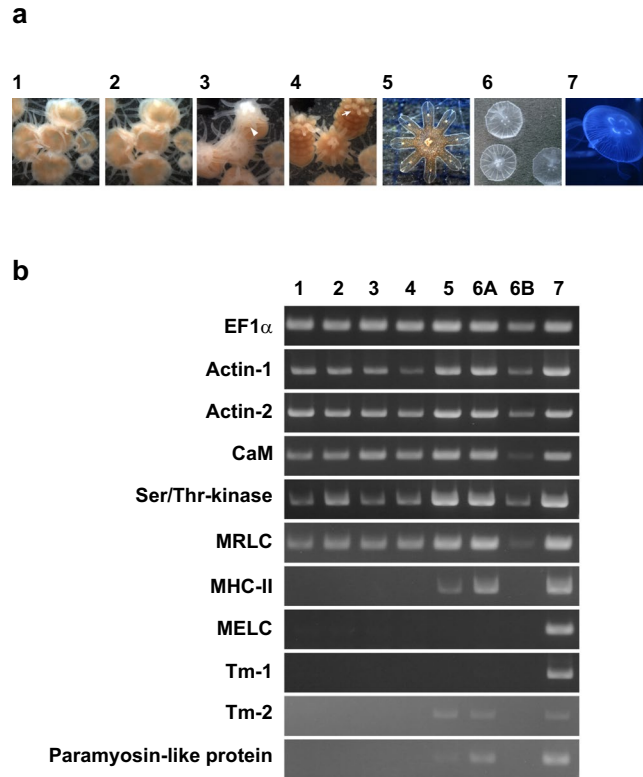 a
1 2 3 4 5 6 7
b
1 2 3 4 5 6A 6B 7
EF1α
Actin-1
Actin-2
CaM
Ser/Thr-kinase
MRLC
MHC-II
MELC
Tm-1
Tm-2
Paramyosin-like protein